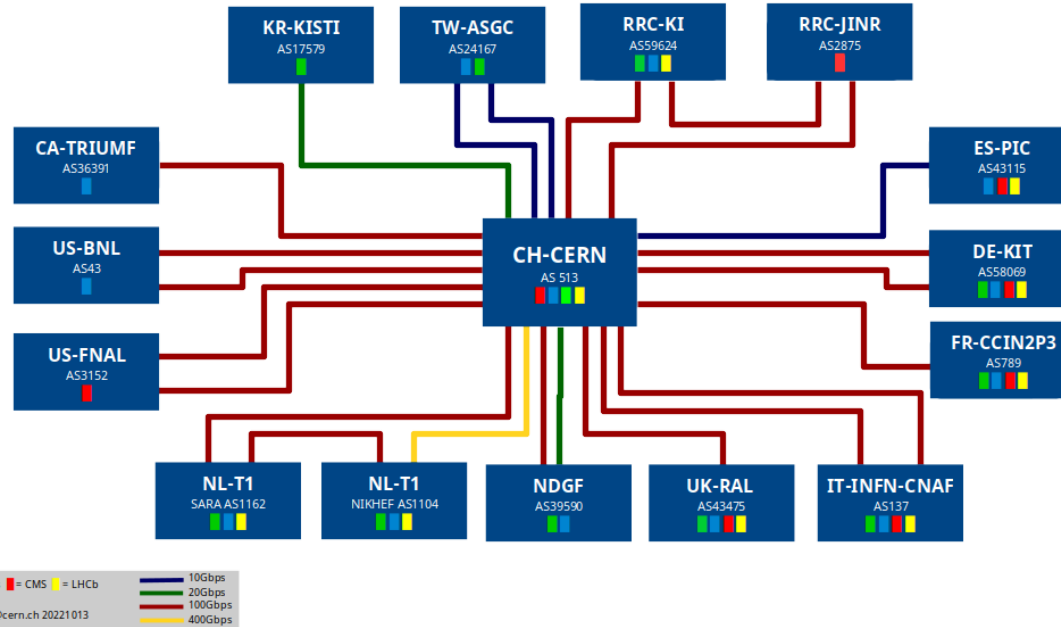 KR-KISTI
AS17579
TW-ASGC
AS24167
RRC-KI
AS59624
RRC-JINR
AS2875
CA-TRIUMF
AS36391
ES-PIC
AS43115
US-BNL
AS43
CH-CERN
AS 513
DE-KIT
AS58069
US-FNAL
AS3152
FR-CCIN2P3
AS789
NL-T1
SARA AS1162
NL-T1
NIKHEF AS1104
NDGF
AS39590
UK-RAL
AS43475
IT-INFN-CNAF
AS137
= CMS = LHCb
@cern.ch 20221013
10Gbps
20Gbps
100Gbps
400Gbps